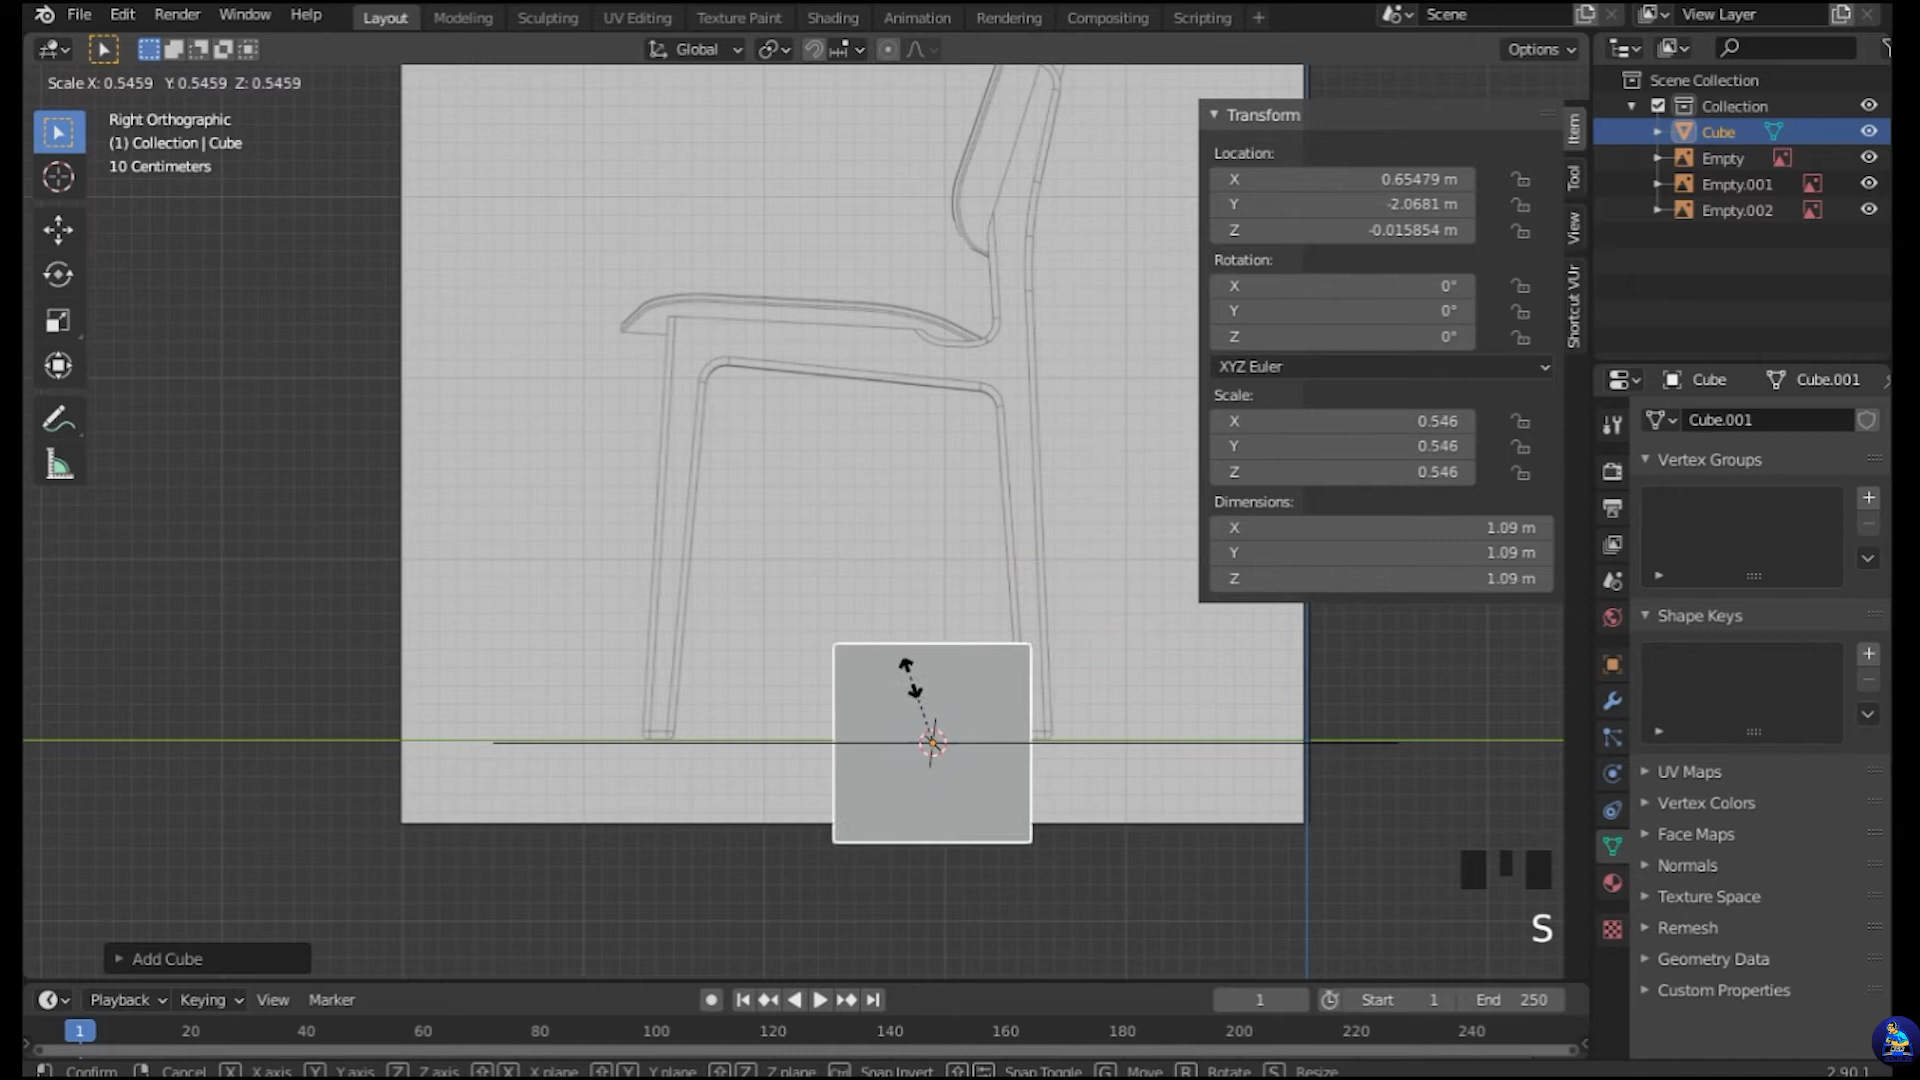 File Edit Render Window Help Layout Modeling Sculpting UV Editing Texture Paint Shading Animation Rendering Compositing Scripting + Scene View Layer
Global Options
Scale X: 0.5459 Y: 0.5459 Z: 0.5459
Right Orthographic
(1) Collection | Cube
10 Centimeters
Transform
Location:
X 0.65479 m
Y -2.0681 m
Z -0.015854 m
Rotation:
X 0°
Y 0°
Z 0°
XYZ Euler
Scale:
X 0.546
Y 0.546
Z 0.546
Dimensions:
X 1.09 m
Y 1.09 m
Z 1.09 m
Item
Tool
View
Shortcut VUr
Scene Collection
Collection
Cube
Empty
Empty.001
Empty.002
Cube Cube.001
Cube.001
Vertex Groups
Shape Keys
UV Maps
Vertex Colors
Face Maps
Normals
Texture Space
Remesh
Geometry Data
Custom Properties
S
Add Cube
Playback Keying View Marker 1 Start 1 End 250
1 20 40 60 80 100 120 140 160 180 200 220 240
Confirm Cancel X X axis Y Y axis Z Z axis X X plane Y Y plane Z Z plane Ctrl Snap Invert Snap Toggle G Move R Rotate S Resize 2.90.1